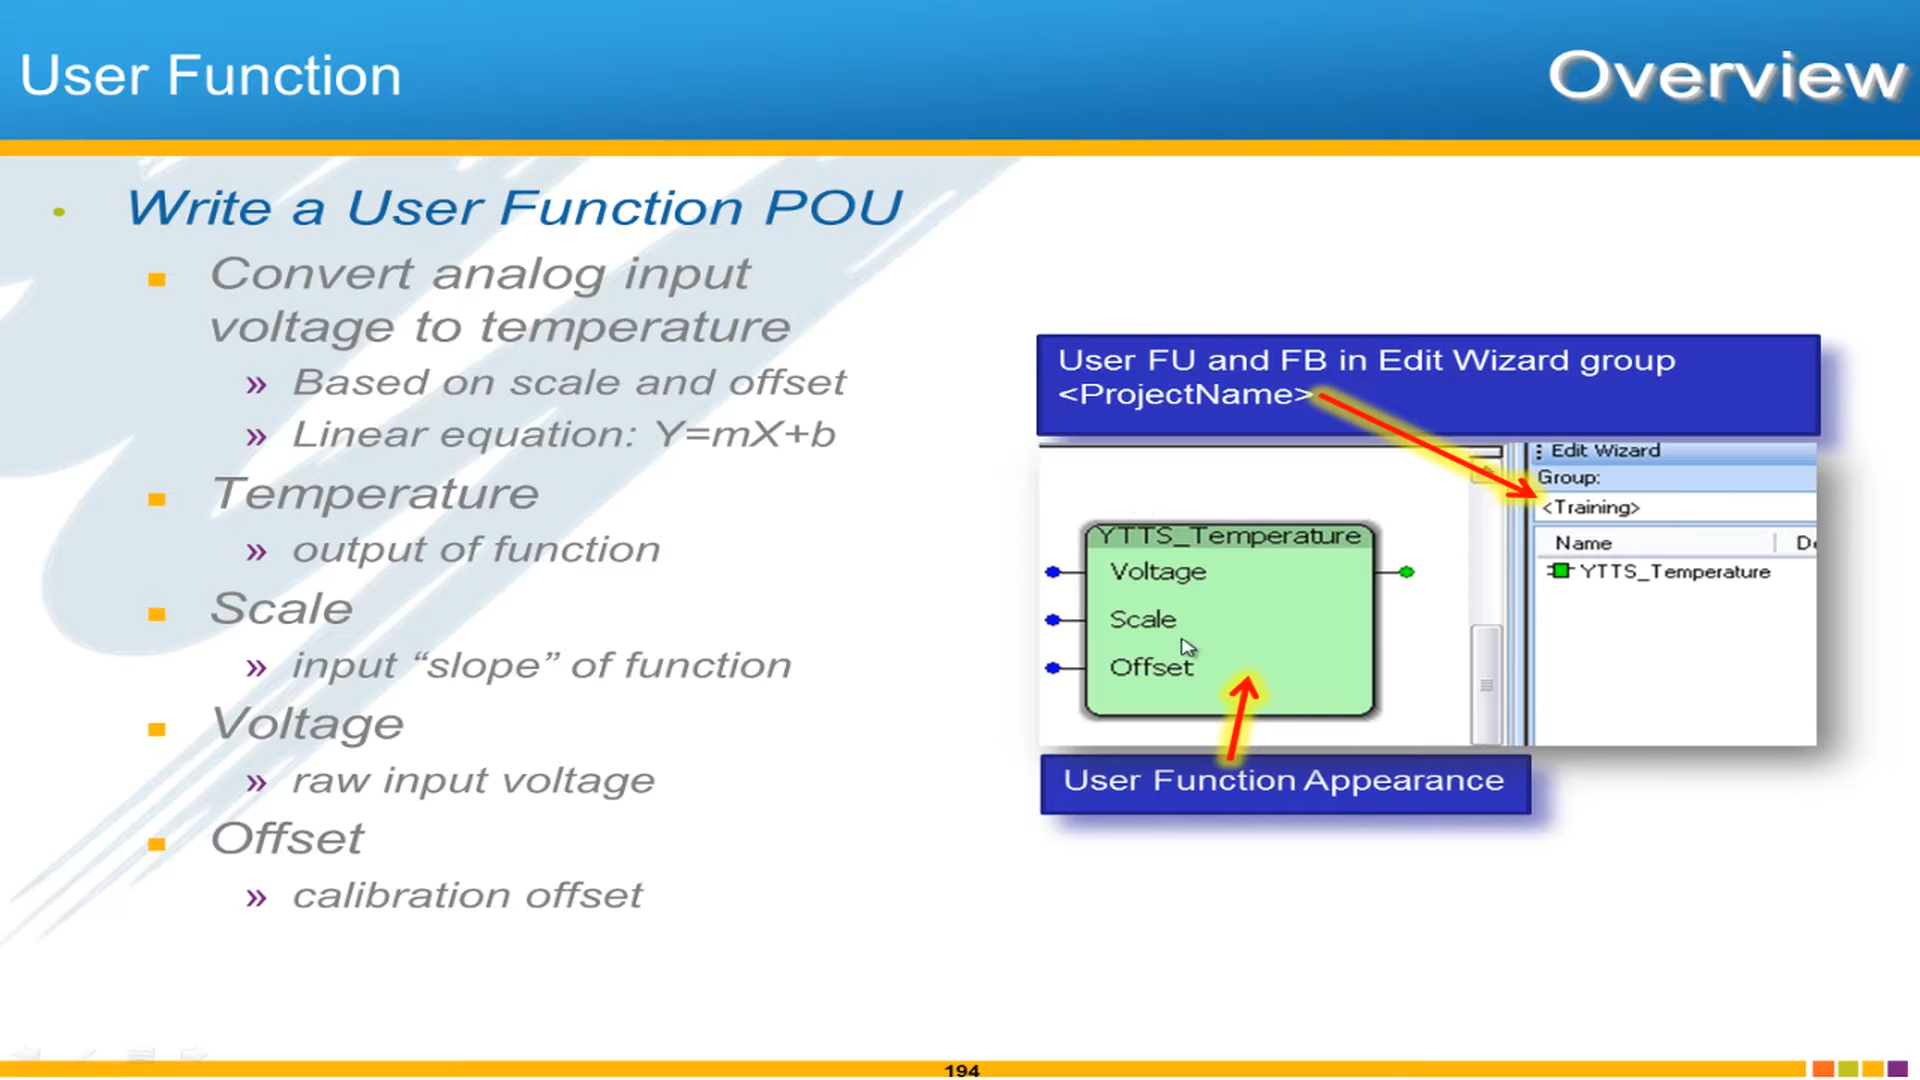 User Function
Overview
Write a User Function POU
Convert analog input
voltage to temperature
» Based on scale and offset
» Linear equation: Y=mX+b
Temperature
» output of function
Scale
» input “slope” of function
Voltage
» raw input voltage
Offset
» calibration offset
User FU and FB in Edit Wizard group
<ProjectName>
YTTS_Temperature
Voltage
Scale
Offset
Edit Wizard
Group:
<Training>
Name
YTTS_Temperature
User Function Appearance
194